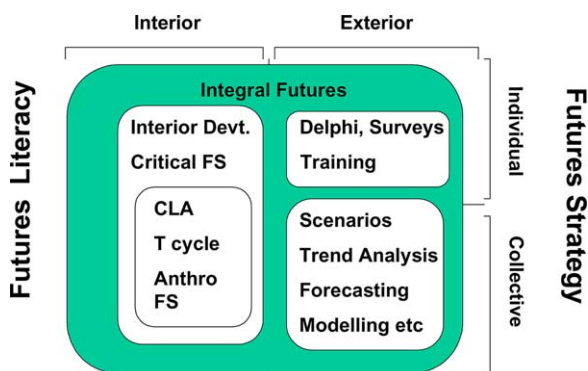 Interior
Exterior
Integral Futures
Futures Literacy
Interior Devt.
Critical FS
CLA
T cycle
Anthro
FS
Delphi, Surveys
Training
Scenarios
Trend Analysis
Forecasting
Modelling etc
Individual
Collective
Futures Strategy